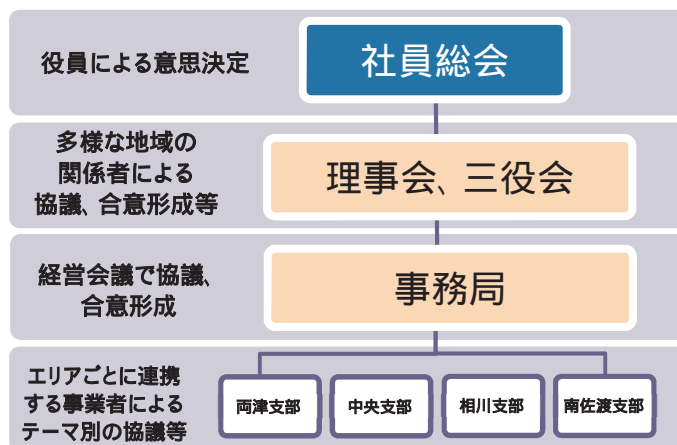 役員による意思決定
社員総会
多様な地域の
関係者による
協議、合意形成等
理事会、三役会
経営会議で協議、
合意形成
事務局
エリアごとに連携
する事業者による
テーマ別の協議等
両津支部
中央支部
相川支部
南佐渡支部